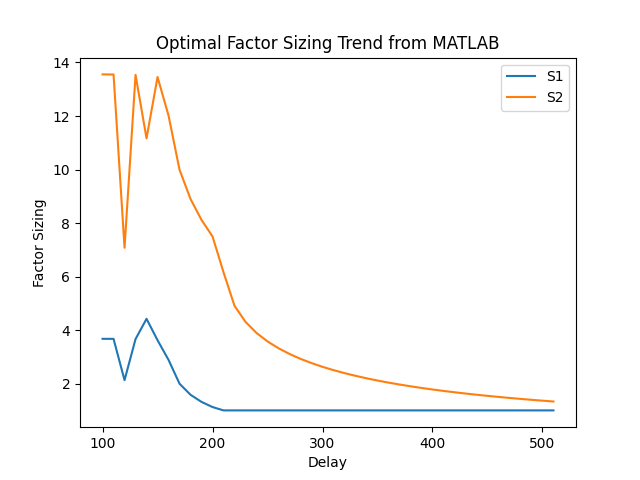 Optimal Factor Sizing Trend from MATLAB
S1
S2
Factor Sizing
14
12
10
8
6
4
2
100
200
300
400
500
Delay